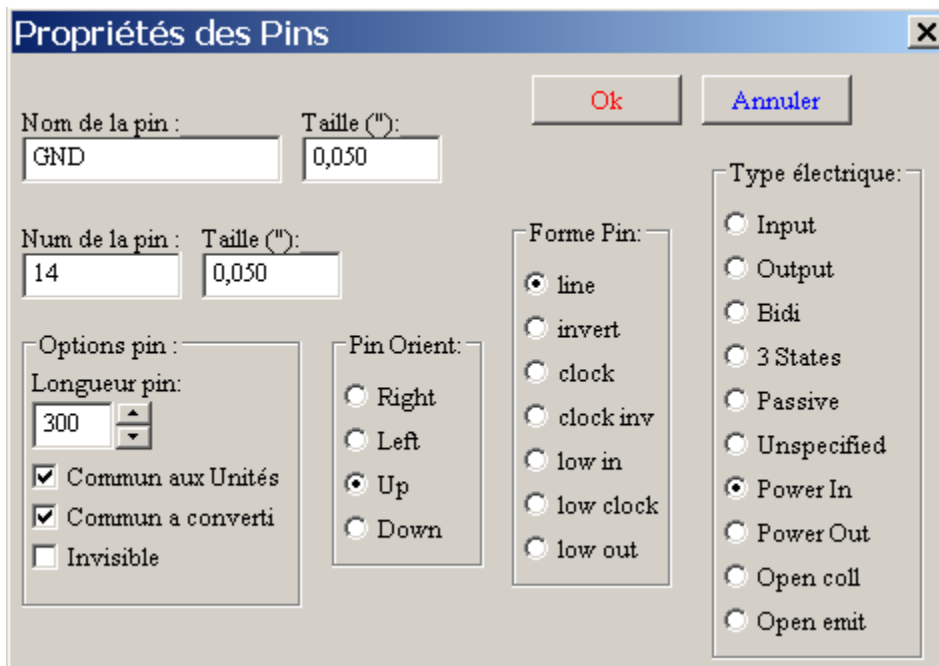 Propriétés des Pins
Ok
Annuler
Nom de la pin :
GND
Taille ("):
0,050
Num de la pin :
14
Taille ("):
0,050
Options pin :
Longueur pin:
300
Commun aux Unités
Commun a converti
Invisible
Pin Orient:
Right
Left
Up
Down
Forme Pin:
line
invert
clock
clock inv
low in
low clock
low out
Type électrique:
Input
Output
Bidi
3 States
Passive
Unspecified
Power In
Power Out
Open coll
Open emit